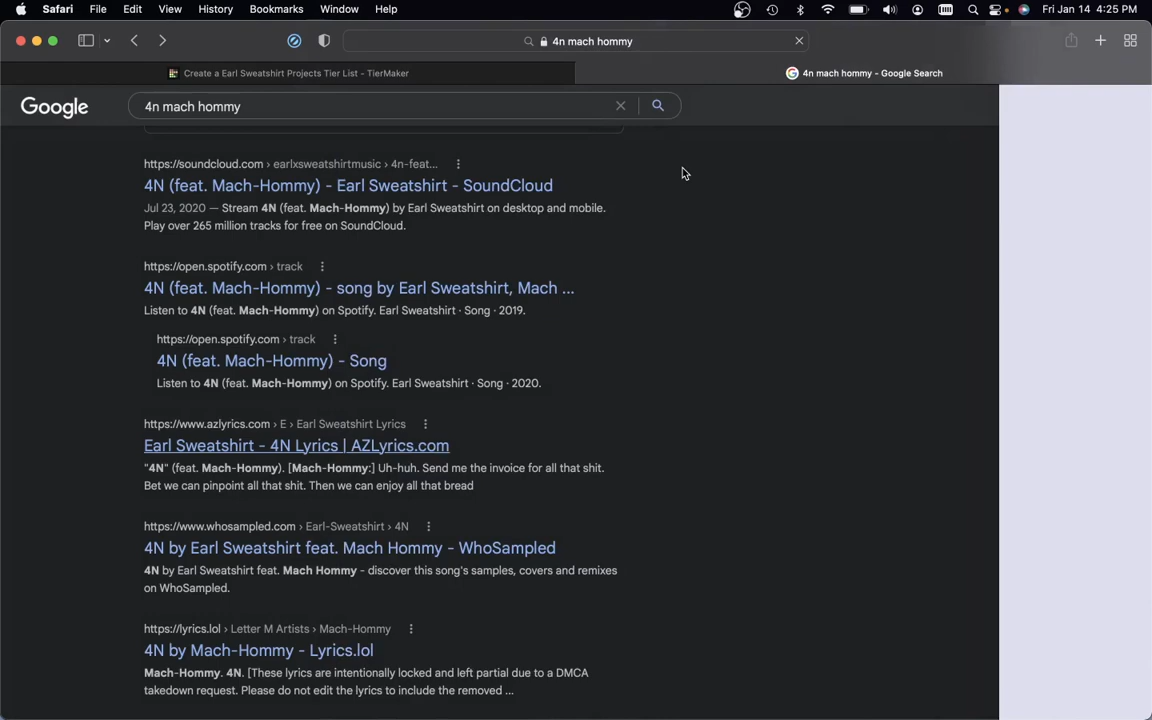 Safari File Edit View History Bookmarks Window Help Fri Jan 14 4:25 PM
4n mach hommy
Create a Earl Sweatshirt Projects Tier List - TierMaker
4n mach hommy - Google Search
Google
4n mach hommy
https://soundcloud.com › earlxsweatshirtmusic › 4n-feat...
4N (feat. Mach-Hommy) - Earl Sweatshirt - SoundCloud
Jul 23, 2020 — Stream 4N (feat. Mach-Hommy) by Earl Sweatshirt on desktop and mobile.
Play over 265 million tracks for free on SoundCloud.
https://open.spotify.com › track
4N (feat. Mach-Hommy) - song by Earl Sweatshirt, Mach ...
Listen to 4N (feat. Mach-Hommy) on Spotify. Earl Sweatshirt · Song · 2019.
https://open.spotify.com › track
4N (feat. Mach-Hommy) - Song
Listen to 4N (feat. Mach-Hommy) on Spotify. Earl Sweatshirt · Song · 2020.
https://www.azlyrics.com › E › Earl Sweatshirt Lyrics
Earl Sweatshirt - 4N Lyrics | AZLyrics.com
"4N" (feat. Mach-Hommy). [Mach-Hommy:] Uh-huh. Send me the invoice for all that shit.
Bet we can pinpoint all that shit. Then we can enjoy all that bread
https://www.whosampled.com › Earl-Sweatshirt › 4N
4N by Earl Sweatshirt feat. Mach Hommy - WhoSampled
4N by Earl Sweatshirt feat. Mach Hommy - discover this song's samples, covers and remixes
on WhoSampled.
https://lyrics.lol › Letter M Artists › Mach-Hommy
4N by Mach-Hommy - Lyrics.lol
Mach-Hommy. 4N. [These lyrics are intentionally locked and left partial due to a DMCA
takedown request. Please do not edit the lyrics to include the removed ...